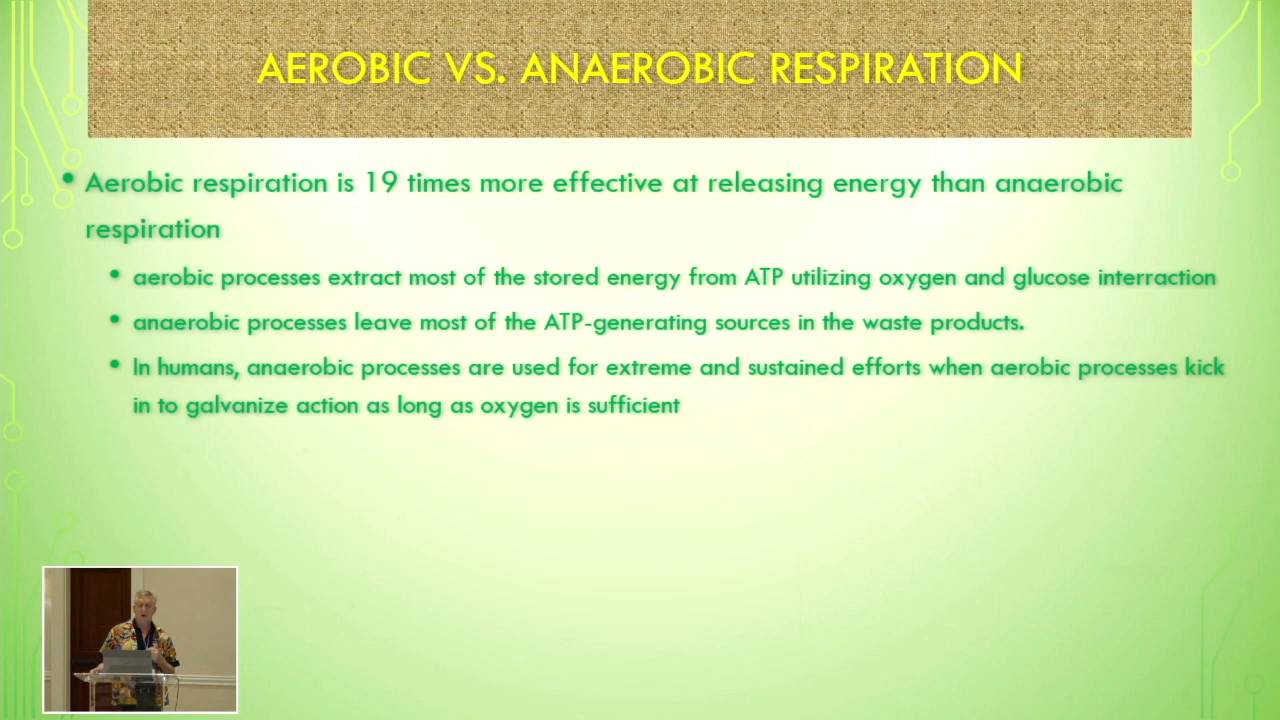 AEROBIC VS. ANAEROBIC RESPIRATION
• Aerobic respiration is 19 times more effective at releasing energy than anaerobic
respiration
• aerobic processes extract most of the stored energy from ATP utilizing oxygen and glucose interraction
• anaerobic processes leave most of the ATP-generating sources in the waste products.
• In humans, anaerobic processes are used for extreme and sustained efforts when aerobic processes kick
in to galvanize action as long as oxygen is sufficient